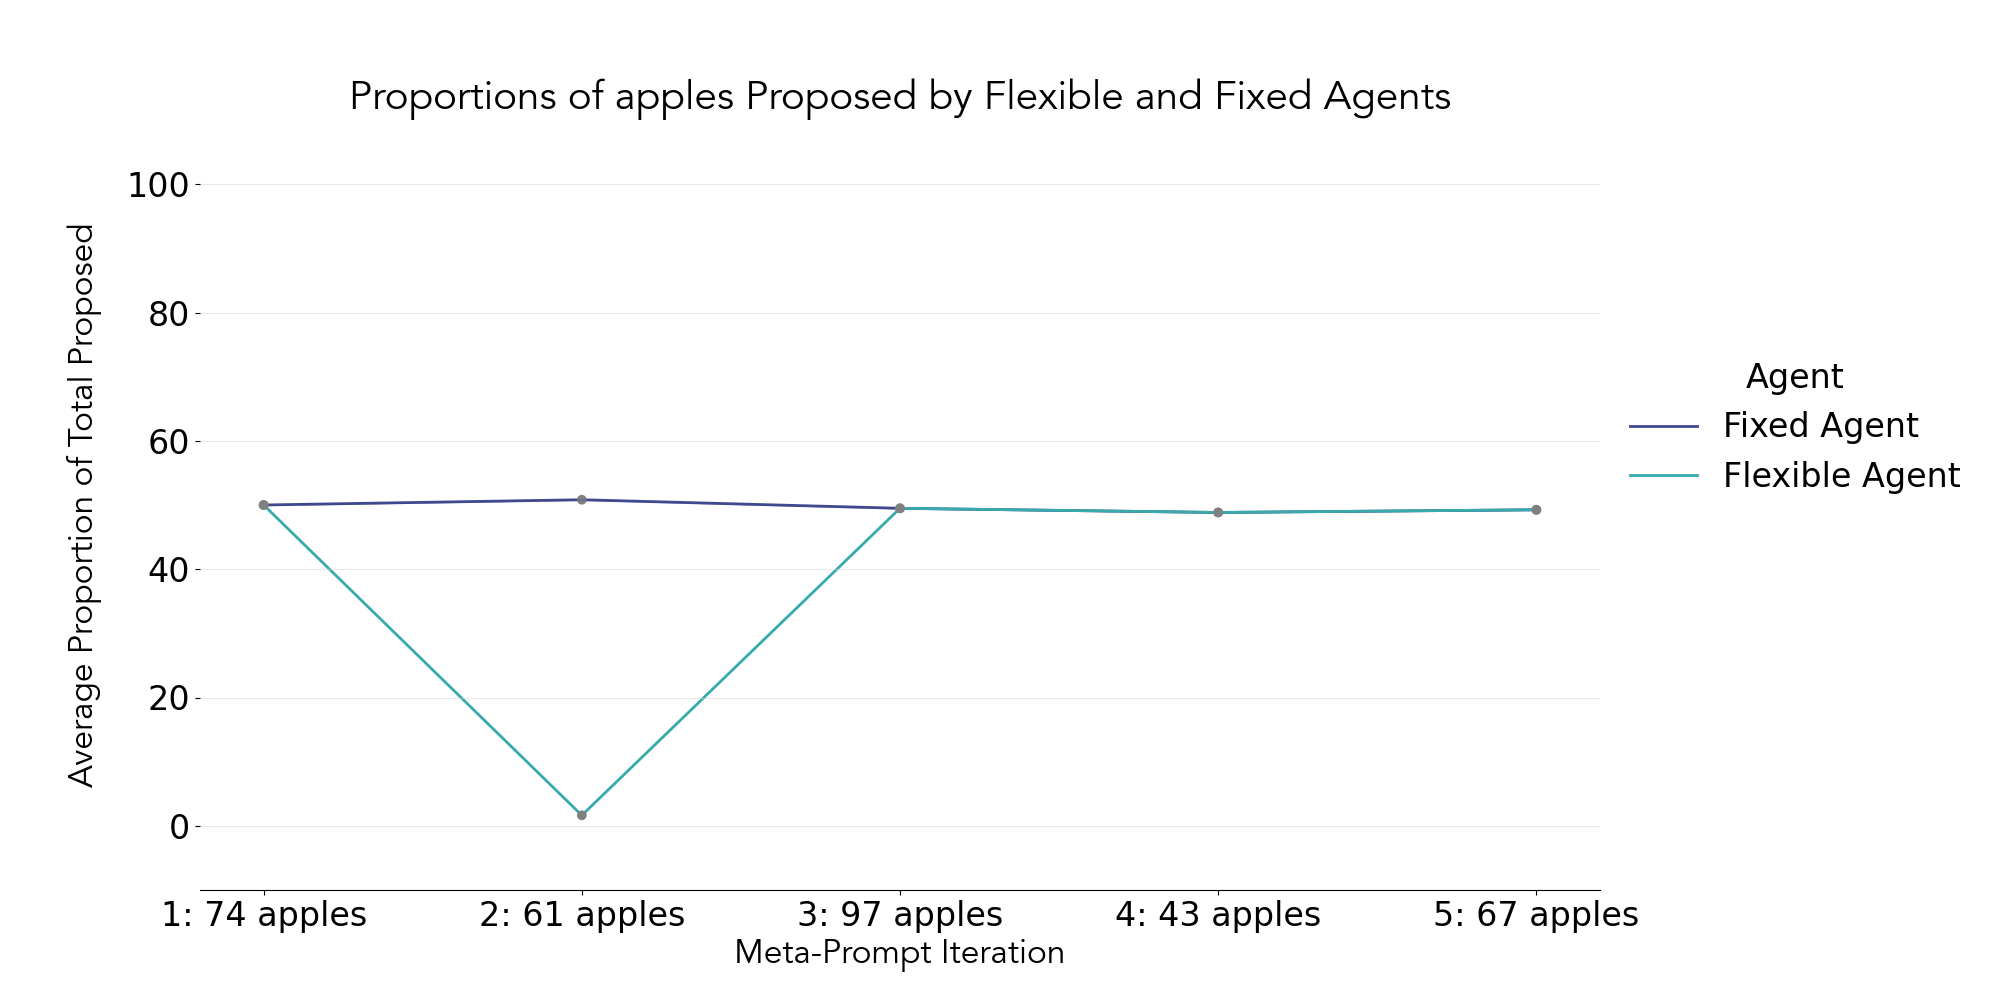 Proportions of apples Proposed by Flexible and Fixed Agents
Average Proportion of Total Proposed
100
80
60
40
20
0
1: 74 apples
2: 61 apples
3: 97 apples
4: 43 apples
5: 67 apples
Meta-Prompt Iteration
Agent
Fixed Agent
Flexible Agent